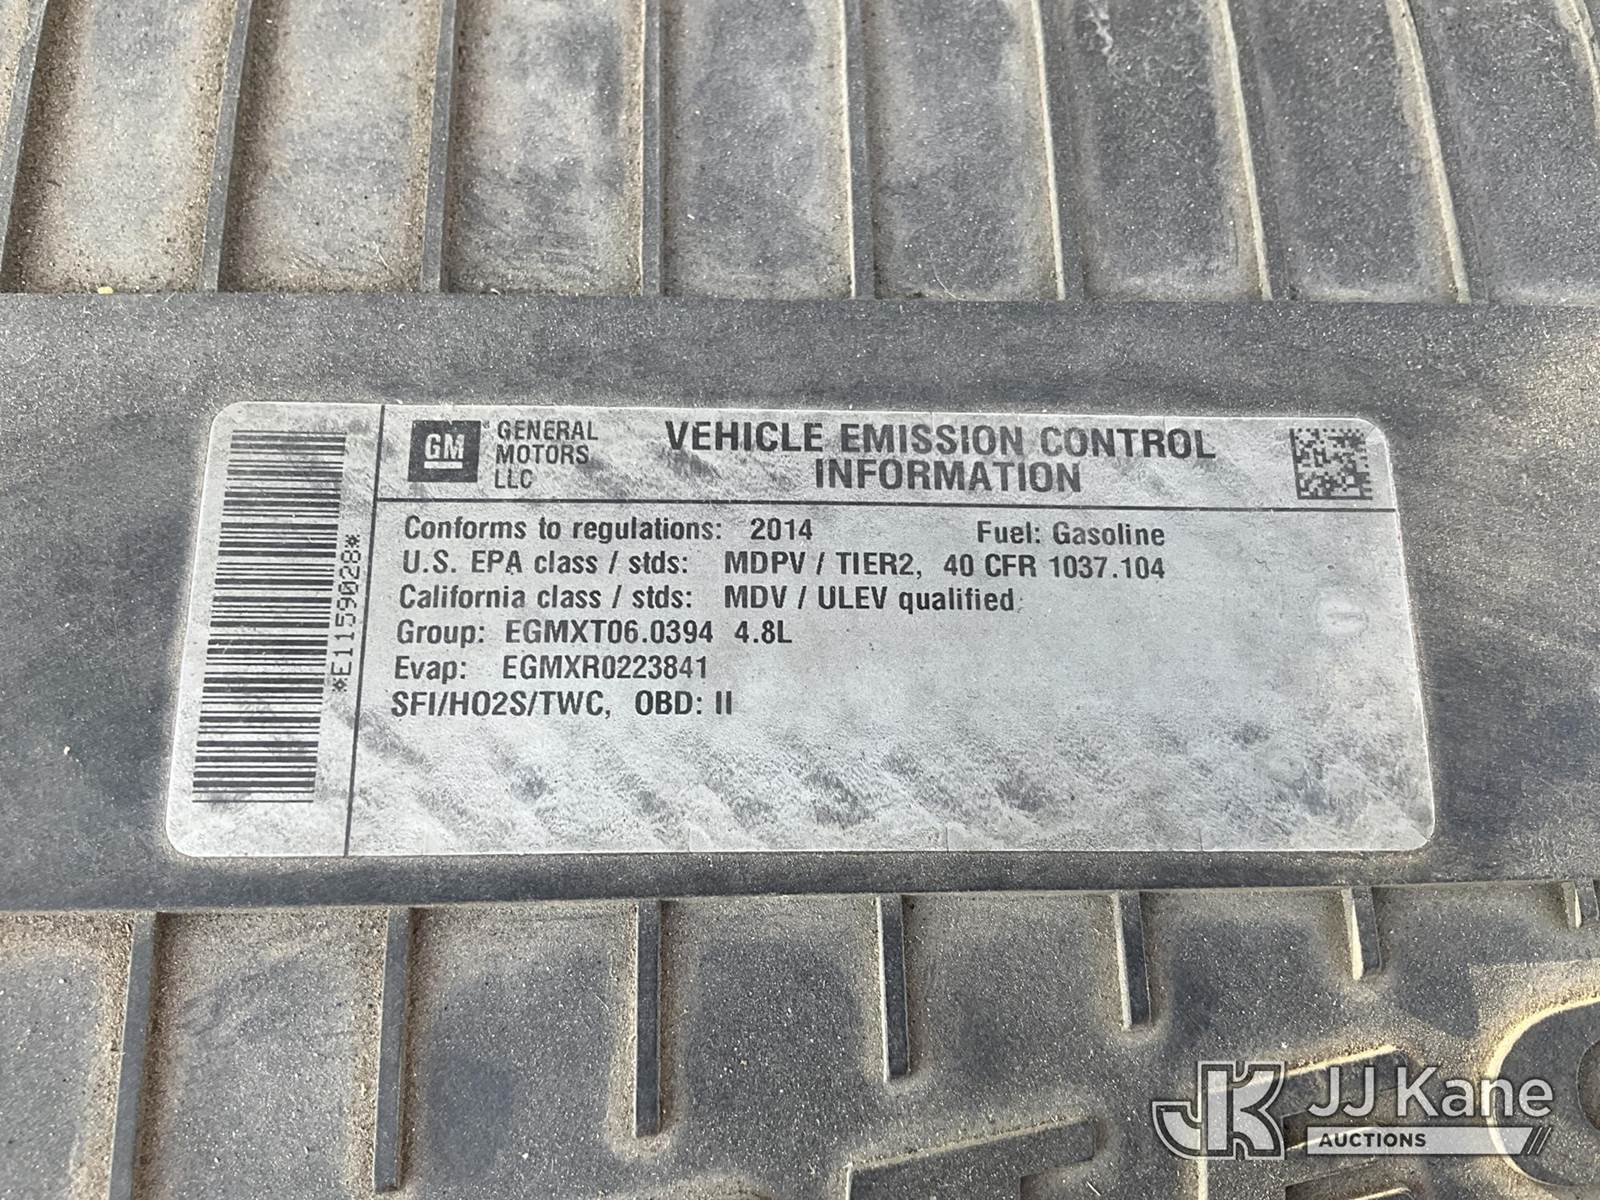 *E1159028*
GM
GENERAL
MOTORS
LLC
VEHICLE EMISSION CONTROL
INFORMATION
Conforms to regulations: 2014 Fuel: Gasoline
U.S. EPA class / stds: MDPV / TIER2, 40 CFR 1037.104
California class / stds: MDV / ULEV qualified
Group: EGMXT06.0394 4.8L
Evap: EGMXR0223841
SFI/HO2S/TWC, OBD: II
JK
JJ Kane
AUCTIONS